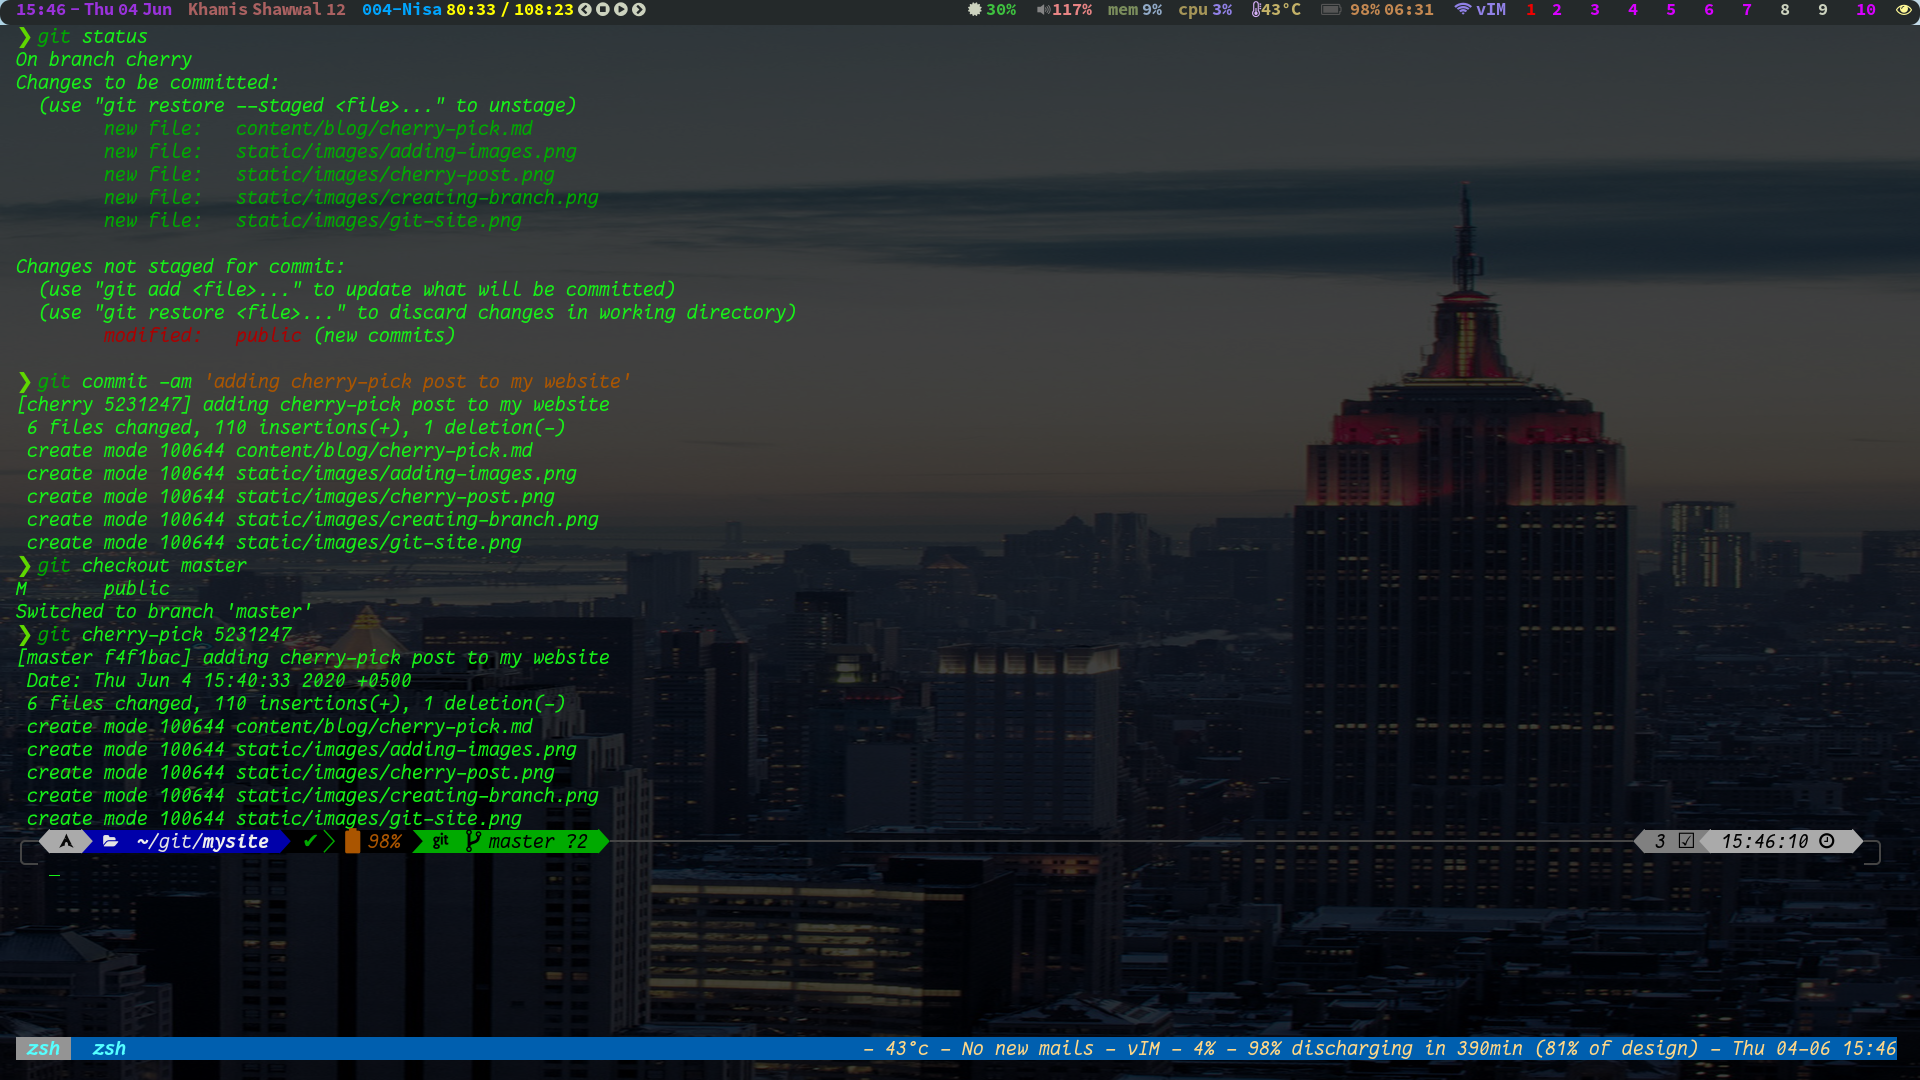 15:46 - Thu 04 Jun Khamis Shawwal 12 004-Nisa 80:33 / 108:23 30% 117% mem 9% cpu 3% 43°C 98% 06:31 vIM 1 2 3 4 5 6 7 8 9 10
❯ git status
On branch cherry
Changes to be committed:
  (use "git restore --staged <file>..." to unstage)
        new file:   content/blog/cherry-pick.md
        new file:   static/images/adding-images.png
        new file:   static/images/cherry-post.png
        new file:   static/images/creating-branch.png
        new file:   static/images/git-site.png
Changes not staged for commit:
  (use "git add <file>..." to update what will be committed)
  (use "git restore <file>..." to discard changes in working directory)
        modified:   public (new commits)
❯ git commit -am 'adding cherry-pick post to my website'
[cherry 5231247] adding cherry-pick post to my website
 6 files changed, 110 insertions(+), 1 deletion(-)
 create mode 100644 content/blog/cherry-pick.md
 create mode 100644 static/images/adding-images.png
 create mode 100644 static/images/cherry-post.png
 create mode 100644 static/images/creating-branch.png
 create mode 100644 static/images/git-site.png
❯ git checkout master
M       public
Switched to branch 'master'
❯ git cherry-pick 5231247
[master f4f1bac] adding cherry-pick post to my website
 Date: Thu Jun 4 15:40:33 2020 +0500
 6 files changed, 110 insertions(+), 1 deletion(-)
 create mode 100644 content/blog/cherry-pick.md
 create mode 100644 static/images/adding-images.png
 create mode 100644 static/images/cherry-post.png
 create mode 100644 static/images/creating-branch.png
 create mode 100644 static/images/git-site.png
~/git/mysite ✔ 98% git master ?2 3 ☑ 15:46:10
zsh zsh - 43°c - No new mails - vIM - 4% - 98% discharging in 390min (81% of design) - Thu 04-06 15:46